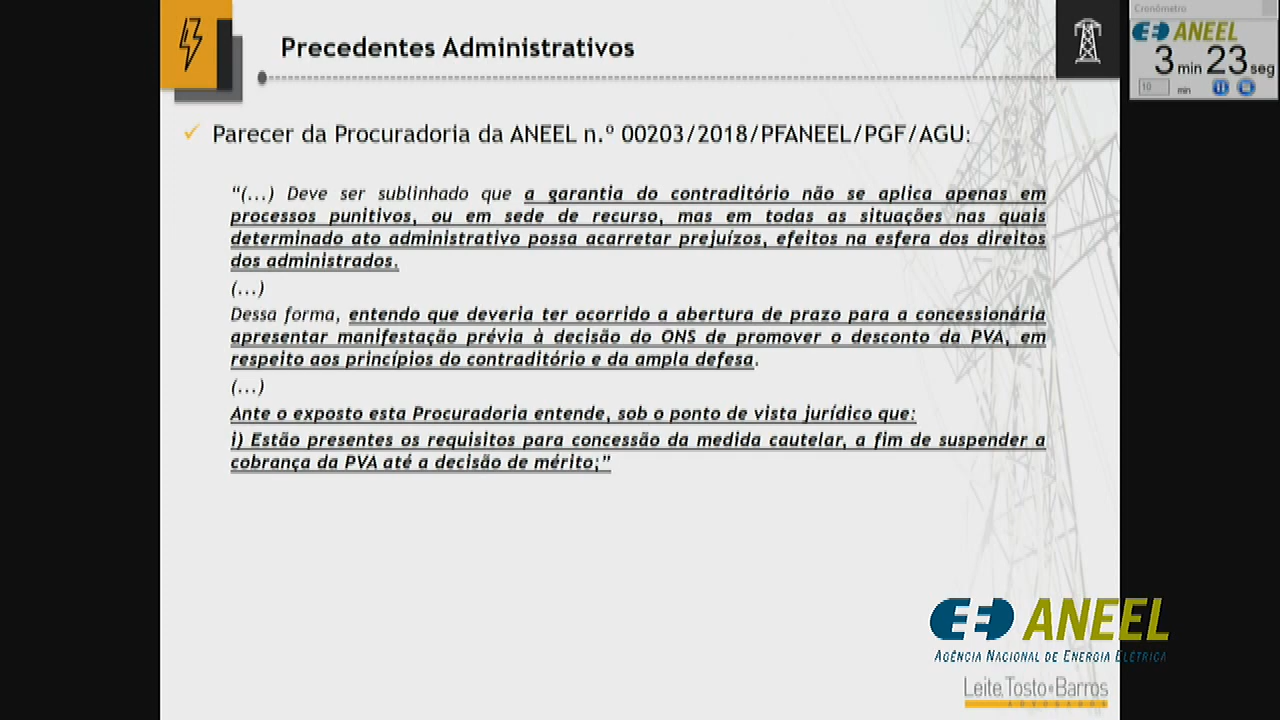 Precedentes Administrativos
Cronômetro
ANEEL
3 min 23 seg
10 min
Parecer da Procuradoria da ANEEL n.º 00203/2018/PFANEEL/PGF/AGU:
“(...) Deve ser sublinhado que a garantia do contraditório não se aplica apenas em
processos punitivos, ou em sede de recurso, mas em todas as situações nas quais
determinado ato administrativo possa acarretar prejuízos, efeitos na esfera dos direitos
dos administrados.
(...)
Dessa forma, entendo que deveria ter ocorrido a abertura de prazo para a concessionária
apresentar manifestação prévia à decisão do ONS de promover o desconto da PVA, em
respeito aos princípios do contraditório e da ampla defesa.
(...)
Ante o exposto esta Procuradoria entende, sob o ponto de vista jurídico que:
i) Estão presentes os requisitos para concessão da medida cautelar, a fim de suspender a
cobrança da PVA até a decisão de mérito;”
ANEEL
AGÊNCIA NACIONAL DE ENERGIA ELÉTRICA
Leite, Tosto e Barros
ADVOGADOS